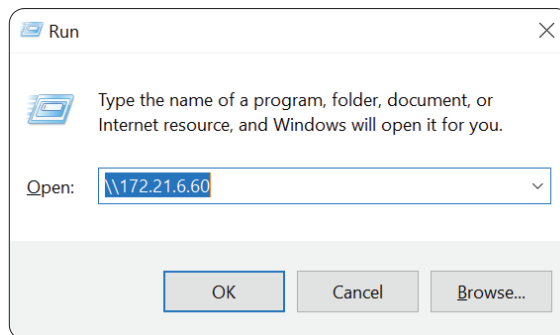 Run
Type the name of a program, folder, document, or
Internet resource, and Windows will open it for you.
Open: \\172.21.6.60
OK Cancel Browse...